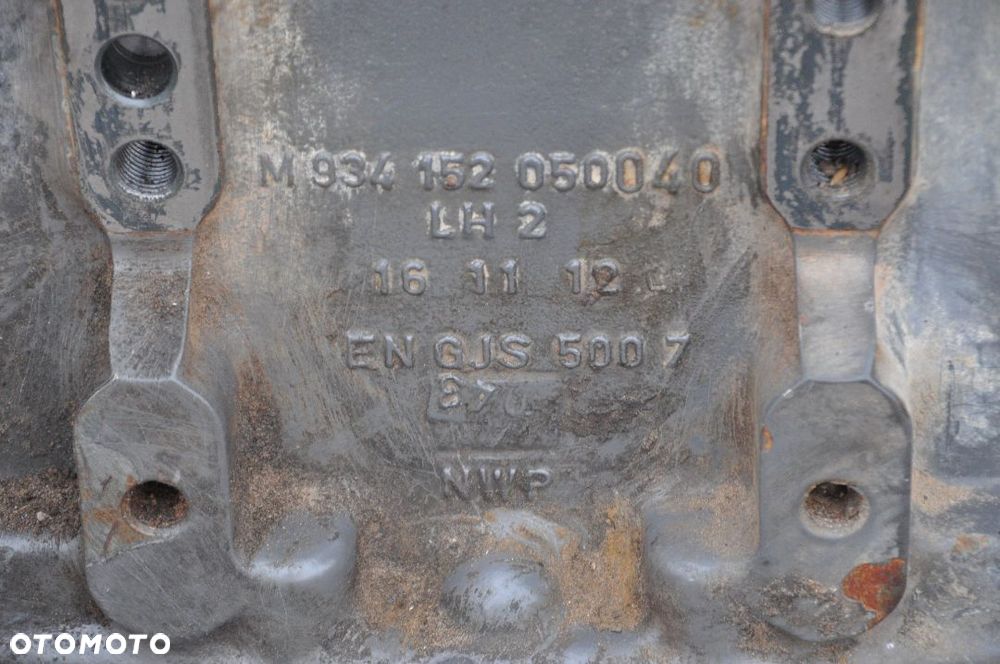 M 934 152 050040
LH 2
16 11 12
EN GJS 500 7
NWP
OTOMOTO